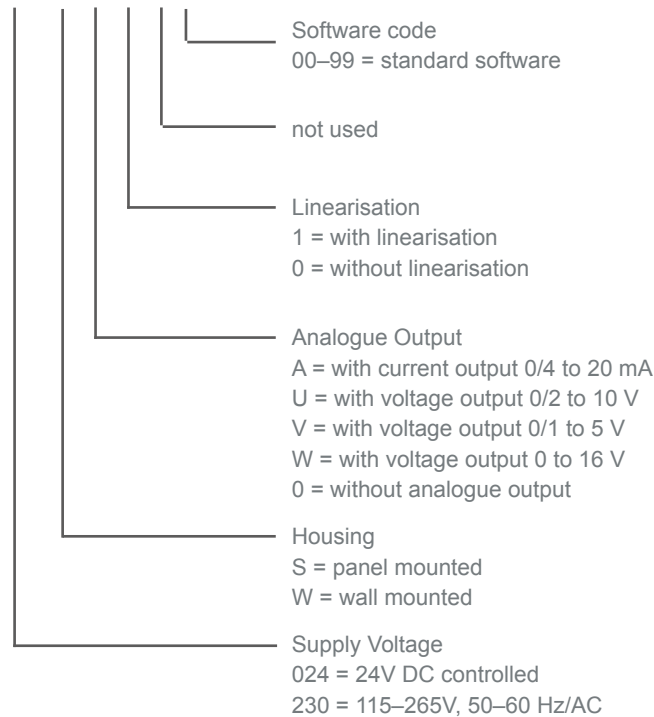 Software code
00–99 = standard software
not used
Linearisation
1 = with linearisation
0 = without linearisation
Analogue Output
A = with current output 0/4 to 20 mA
U = with voltage output 0/2 to 10 V
V = with voltage output 0/1 to 5 V
W = with voltage output 0 to 16 V
0 = without analogue output
Housing
S = panel mounted
W = wall mounted
Supply Voltage
024 = 24V DC controlled
230 = 115–265V, 50–60 Hz/AC